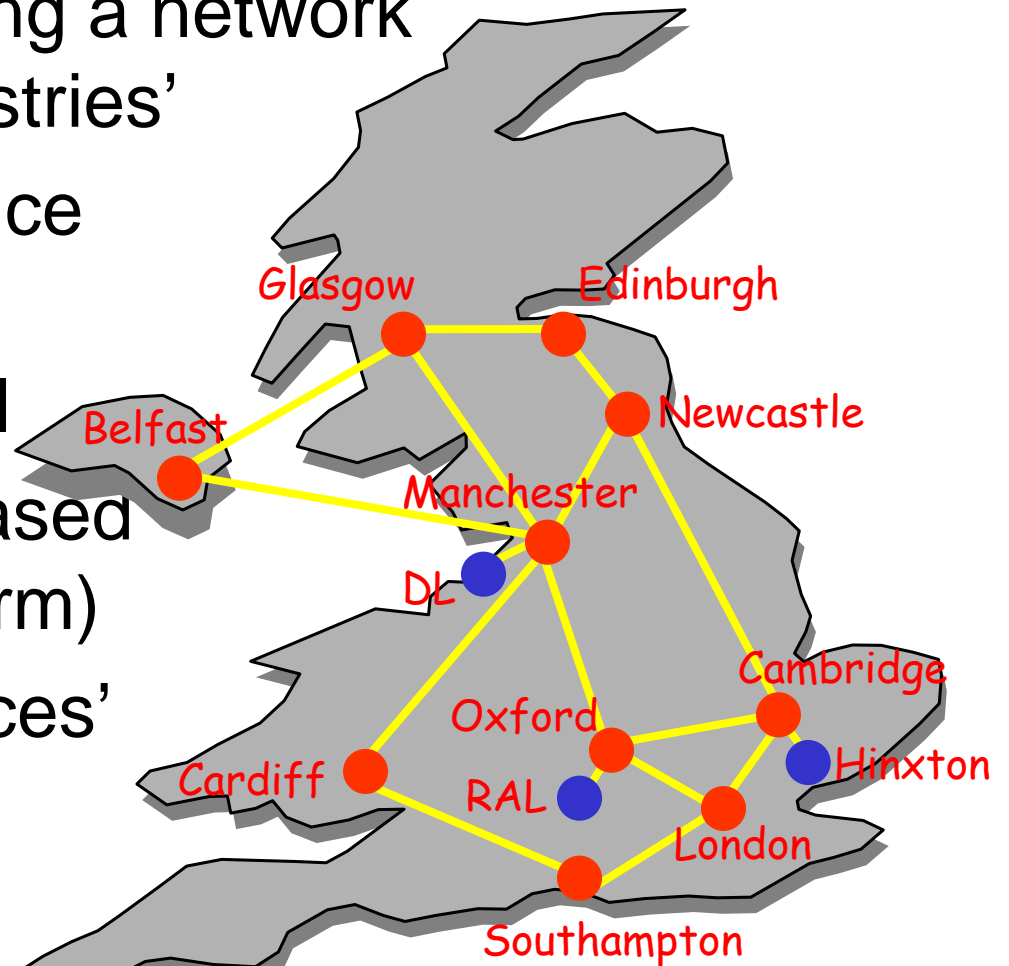 ng a network
stries’
ce
Glasgow
Edinburgh
Belfast
Newcastle
Manchester
ased
DL
rm)
Cambridge
ces’
Oxford
Cardiff
RAL
Hinxton
London
Southampton